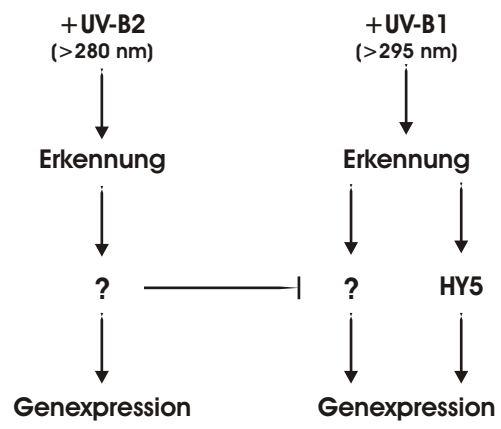 +UV-B2
(>280 nm)
+UV-B1
(>295 nm)
Erkennung
Erkennung
?
?
HY5
Genexpression
Genexpression